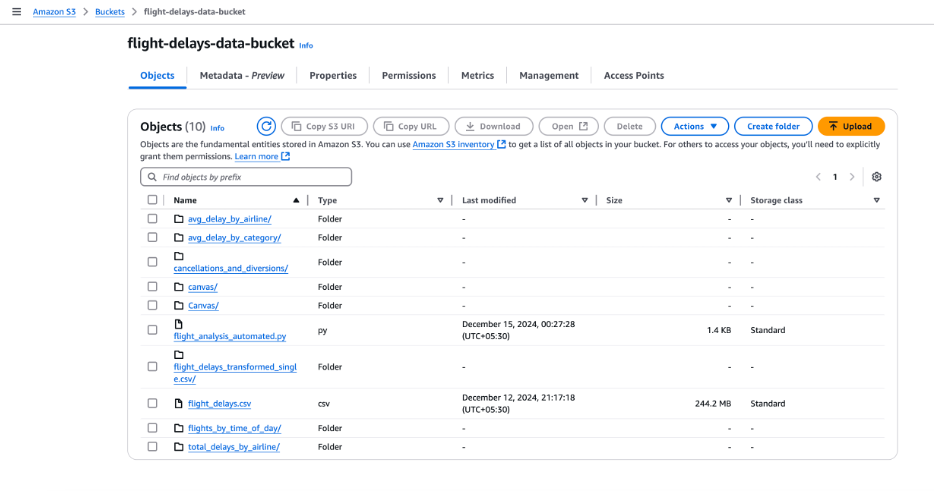 Amazon S3 > Buckets > flight-delays-data-bucket
flight-delays-data-bucket Info
Objects Metadata - Preview Properties Permissions Metrics Management Access Points
Objects (10) Info Copy S3 URI Copy URL Download Open Delete Actions Create folder Upload
Objects are the fundamental entities stored in Amazon S3. You can use Amazon S3 inventory to get a list of all objects in your bucket. For others to access your objects, you'll need to explicitly
grant them permissions. Learn more
Find objects by prefix < 1 >
Name Type Last modified Size Storage class
avg_delay_by_airline/ Folder - - -
avg_delay_by_category/ Folder - - -
cancellations_and_diversions/ Folder - - -
canvas/ Folder - - -
Canvas/ Folder - - -
flight_analysis_automated.py py December 15, 2024, 00:27:28 1.4 KB Standard
(UTC+05:30)
flight_delays_transformed_singl Folder - - -
e.csv/
flight_delays.csv csv December 12, 2024, 21:17:18 244.2 MB Standard
(UTC+05:30)
flights_by_time_of_day/ Folder - - -
total_delays_by_airline/ Folder - - -